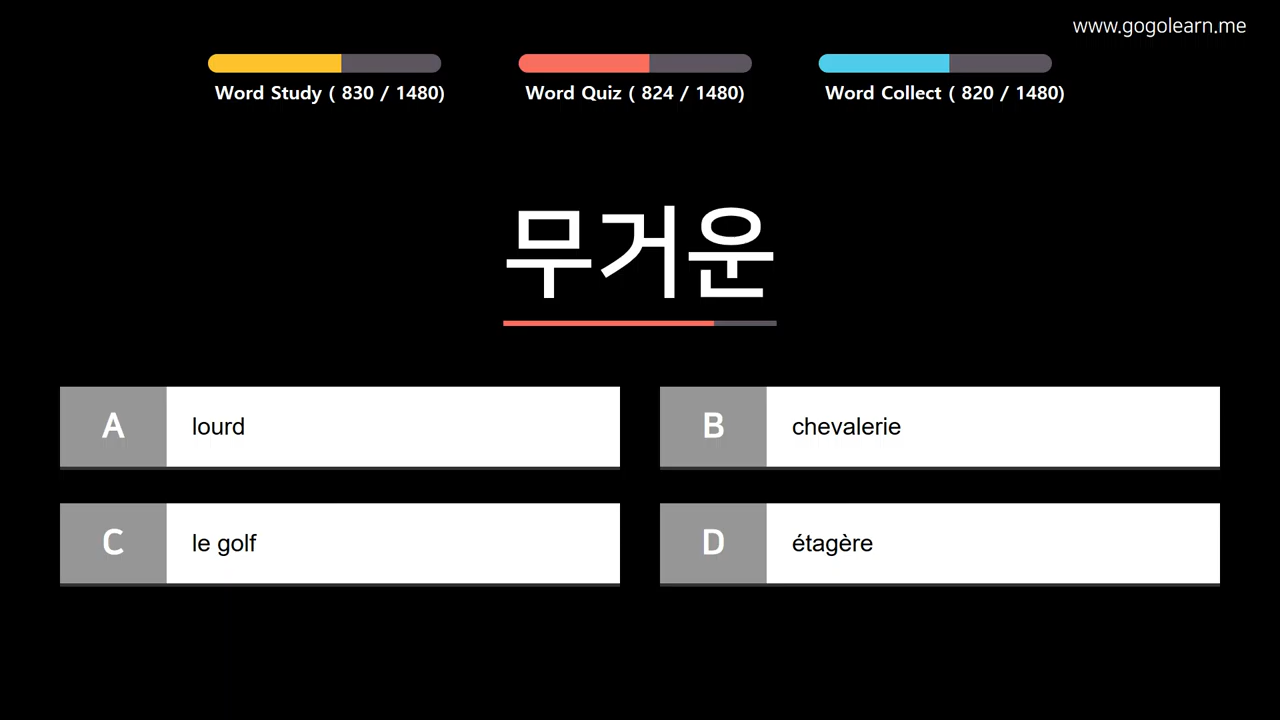 www.gogolearn.me
Word Study ( 830 / 1480)
Word Quiz ( 824 / 1480)
Word Collect ( 820 / 1480)
무거운
A lourd
B chevalerie
C le golf
D étagère